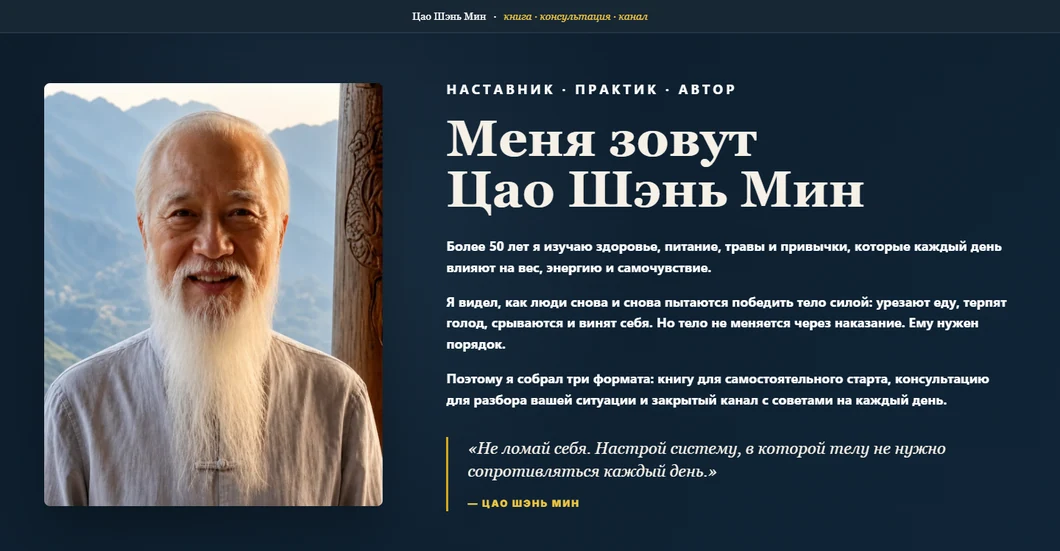 Цао Шэнь Мин · книга · консультация · канал
НАСТАВНИК · ПРАКТИК · АВТОР
Меня зовут
Цао Шэнь Мин
Более 50 лет я изучаю здоровье, питание, травы и привычки, которые каждый день
влияют на вес, энергию и самочувствие.
Я видел, как люди снова и снова пытаются победить тело силой: урезают еду, терпят
голод, срываются и винят себя. Но тело не меняется через наказание. Ему нужен
порядок.
Поэтому я собрал три формата: книгу для самостоятельного старта, консультацию
для разбора вашей ситуации и закрытый канал с советами на каждый день.
«Не ломай себя. Настрой систему, в которой телу не нужно
сопротивляться каждый день.»
— ЦАО ШЭНЬ МИН